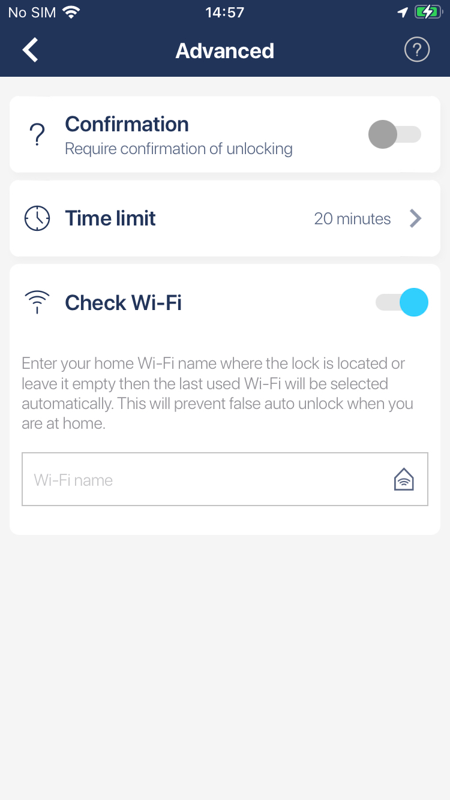 No SIM 14:57
Advanced ?
Confirmation
Require confirmation of unlocking
Time limit 20 minutes
Check Wi-Fi
Enter your home Wi-Fi name where the lock is located or
leave it empty then the last used Wi-Fi will be selected
automatically. This will prevent false auto unlock when you
are at home.
Wi-Fi name